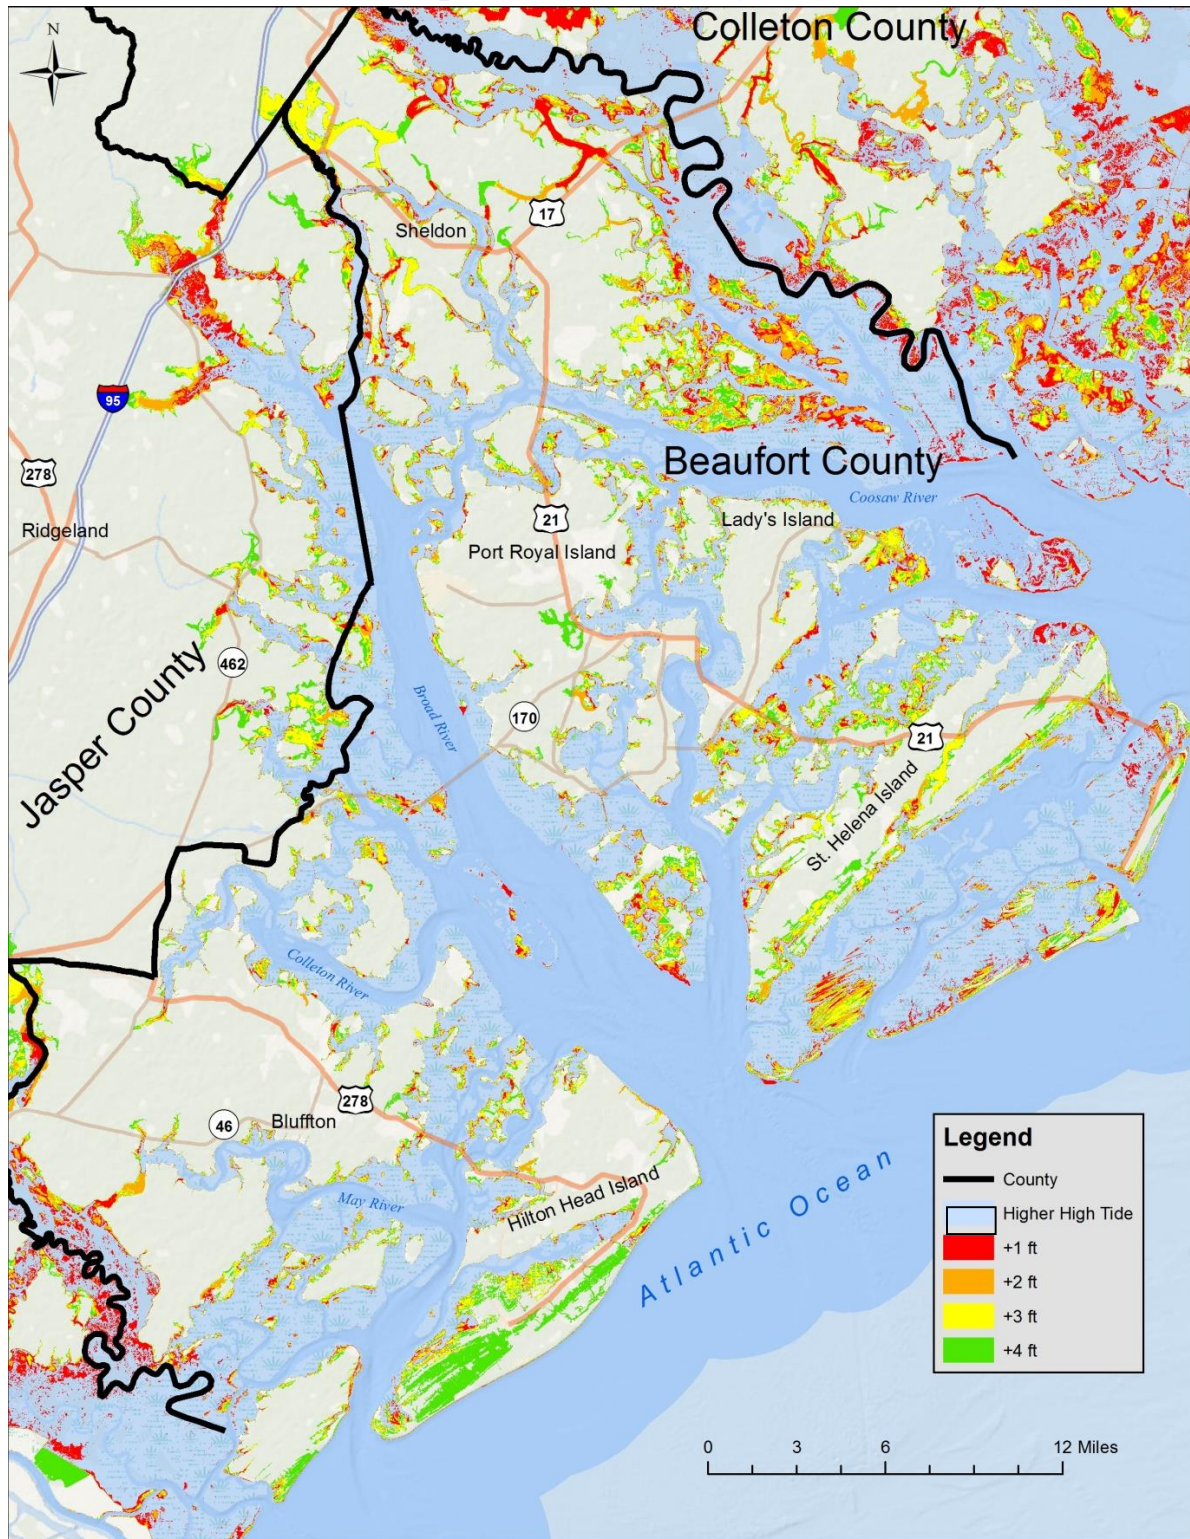 N
Colleton County
17
Sheldon
95
278
Ridgeland
Beaufort County
Coosaw River
21
Lady's Island
Port Royal Island
Jasper County
462
Broad River
170
21
St. Helena Island
Colleton River
278
46
Bluffton
May River
Hilton Head Island
Atlantic Ocean
Legend
County
Higher High Tide
+1 ft
+2 ft
+3 ft
+4 ft
0 3 6 12 Miles